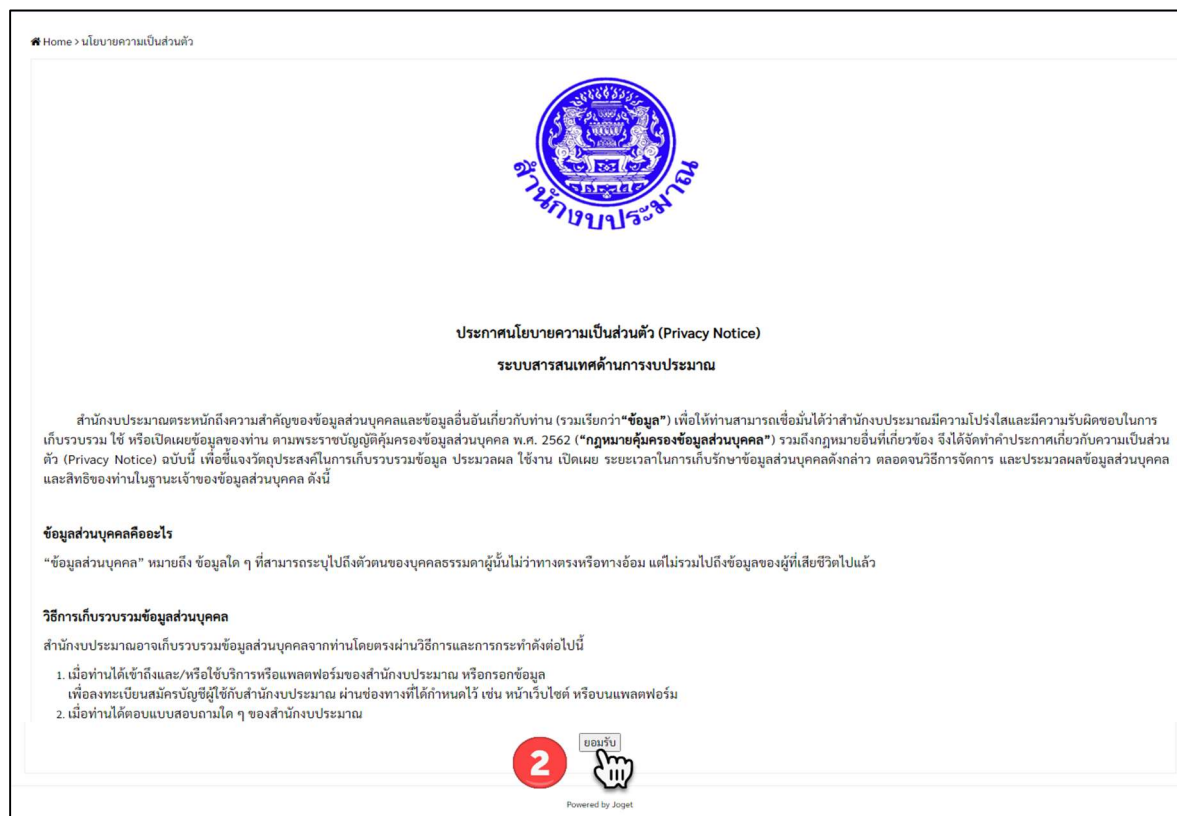 Home > นโยบายความเป็นส่วนตัว
สำนักงบประมาณ
ประกาศนโยบายความเป็นส่วนตัว (Privacy Notice)
ระบบสารสนเทศด้านการงบประมาณ
สำนักงบประมาณตระหนักถึงความสำคัญของข้อมูลส่วนบุคคลและข้อมูลอื่นอันเกี่ยวกับท่าน (รวมเรียกว่า“ข้อมูล”) เพื่อให้ท่านสามารถเชื่อมั่นได้ว่าสำนักงบประมาณมีความโปร่งใสและมีความรับผิดชอบในการ
เก็บรวบรวม ใช้ หรือเปิดเผยข้อมูลของท่าน ตามพระราชบัญญัติคุ้มครองข้อมูลส่วนบุคคล พ.ศ. 2562 (“กฎหมายคุ้มครองข้อมูลส่วนบุคคล”) รวมถึงกฎหมายอื่นที่เกี่ยวข้อง จึงได้จัดทำคำประกาศเกี่ยวกับความเป็นส่วน
ตัว (Privacy Notice) ฉบับนี้ เพื่อชี้แจงวัตถุประสงค์ในการเก็บรวบรวมข้อมูล ประมวลผล ใช้งาน เปิดเผย ระยะเวลาในการเก็บรักษาข้อมูลส่วนบุคคลดังกล่าว ตลอดจนวิธีการจัดการ และประมวลผลข้อมูลส่วนบุคคล
และสิทธิของท่านในฐานะเจ้าของข้อมูลส่วนบุคคล ดังนี้
ข้อมูลส่วนบุคคลคืออะไร
“ข้อมูลส่วนบุคคล” หมายถึง ข้อมูลใด ๆ ที่สามารถระบุไปถึงตัวตนของบุคคลธรรมดาผู้นั้นไม่ว่าทางตรงหรือทางอ้อม แต่ไม่รวมไปถึงข้อมูลของผู้ที่เสียชีวิตไปแล้ว
วิธีการเก็บรวบรวมข้อมูลส่วนบุคคล
สำนักงบประมาณอาจเก็บรวบรวมข้อมูลส่วนบุคคลจากท่านโดยตรงผ่านวิธีการและการกระทำดังต่อไปนี้
1. เมื่อท่านได้เข้าถึงและ/หรือใช้บริการหรือแพลตฟอร์มของสำนักงบประมาณ หรือกรอกข้อมูล
เพื่อลงทะเบียนสมัครบัญชีผู้ใช้กับสำนักงบประมาณ ผ่านช่องทางที่ได้กำหนดไว้ เช่น หน้าเว็บไซต์ หรือบนแพลตฟอร์ม
2. เมื่อท่านได้ตอบแบบสอบถามใด ๆ ของสำนักงบประมาณ
ยอมรับ
2
Powered by Joget